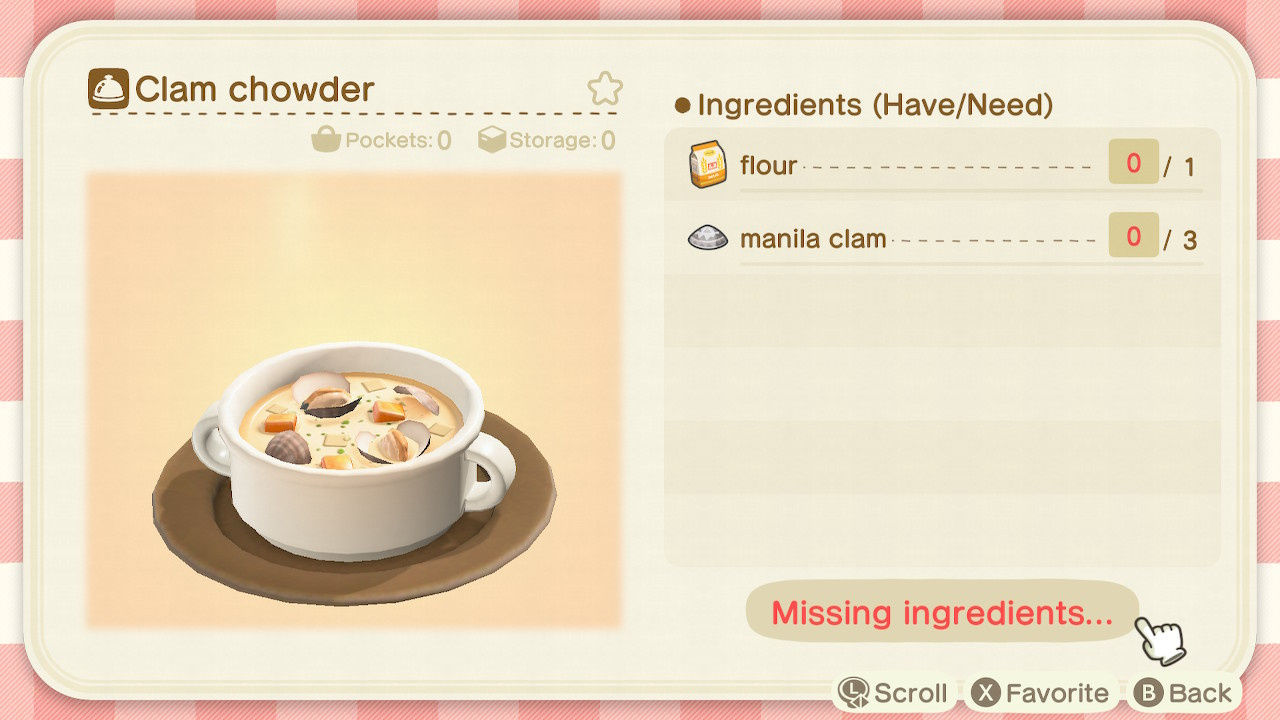 Clam chowder
Pockets: 0 Storage: 0
Ingredients (Have/Need)
flour 0 / 1
manila clam 0 / 3
Missing ingredients...
L Scroll X Favorite B Back